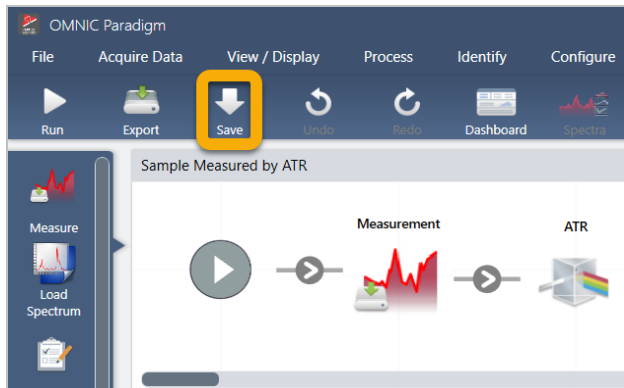 OMNIC Paradigm
File Acquire Data View / Display Process Identify Configure
Run Export Save Undo Redo Dashboard Spectra
Sample Measured by ATR
Measure
Load
Spectrum
Measurement ATR